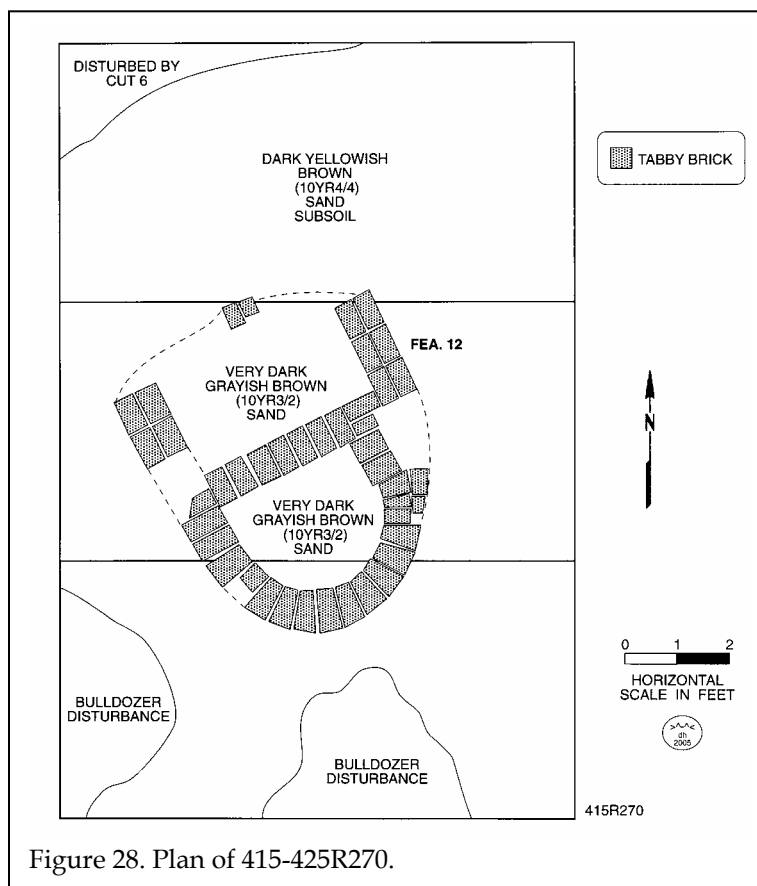 DISTURBED BY
CUT 6
DARK YELLOWISH
BROWN
(10YR4/4)
SAND
SUBSOIL
TABBY BRICK
FEA. 12
VERY DARK
GRAYISH BROWN
(10YR3/2)
SAND
N
VERY DARK
GRAYISH BROWN
(10YR3/2)
SAND
0 1 2
HORIZONTAL
SCALE IN FEET
dh
2005
BULLDOZER
DISTURBANCE
BULLDOZER
DISTURBANCE
415R270
Figure 28. Plan of 415-425R270.